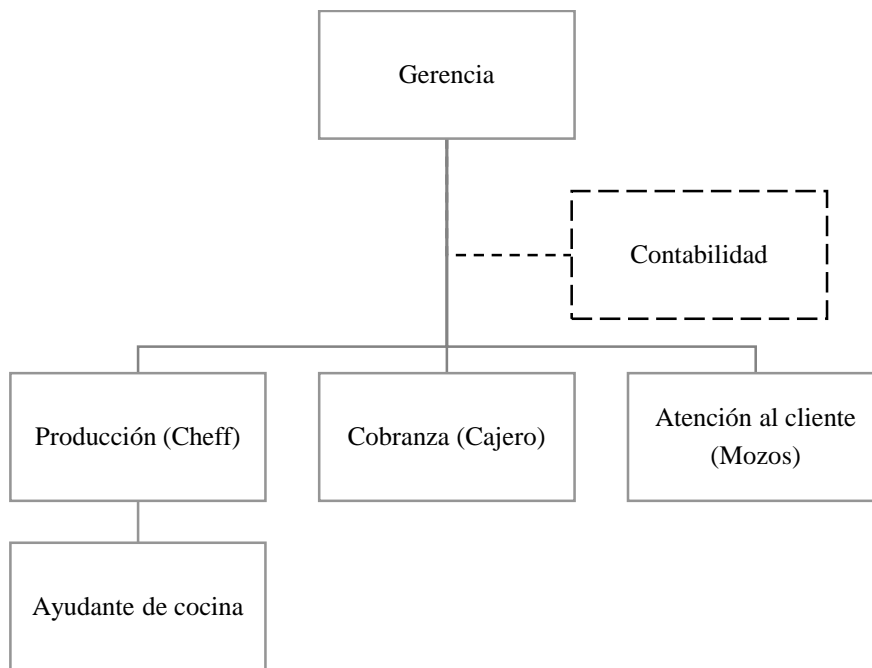 Gerencia
Contabilidad
Producción (Cheff)
Cobranza (Cajero)
Atención al cliente
(Mozos)
Ayudante de cocina